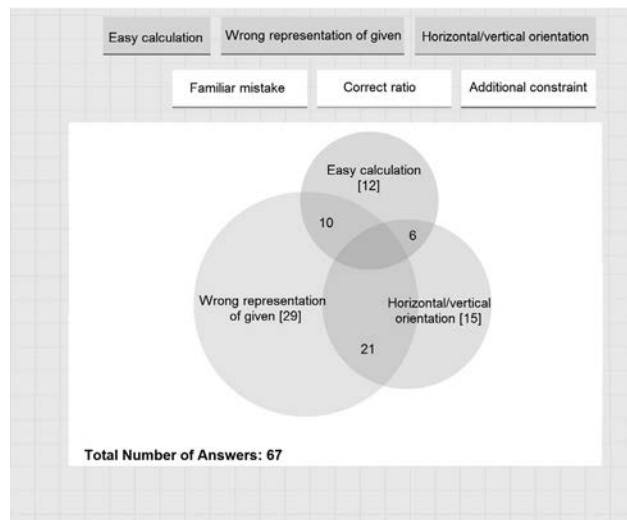 Easy calculation
Wrong representation of given
Horizontal/vertical orientation
Familiar mistake
Correct ratio
Additional constraint
Easy calculation
[12]
10
6
Wrong representation
of given [29]
Horizontal/vertical
orientation [15]
21
Total Number of Answers: 67